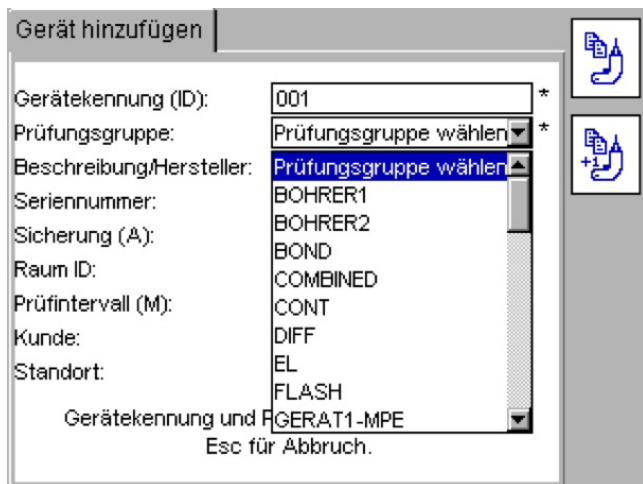 Gerät hinzufügen
Gerätekennung (ID): 001 *
Prüfungsgruppe: Prüfungsgruppe wählen *
Beschreibung/Hersteller: Prüfungsgruppe wählen
Seriennummer: BOHRER1
BOHRER2
Sicherung (A): BOND
Raum ID: COMBINED
Prüfintervall (M): CONT
Kunde: DIFF
Standort: EL
FLASH
Gerätekennung und GERAT1-MPE
Esc für Abbruch.
+1